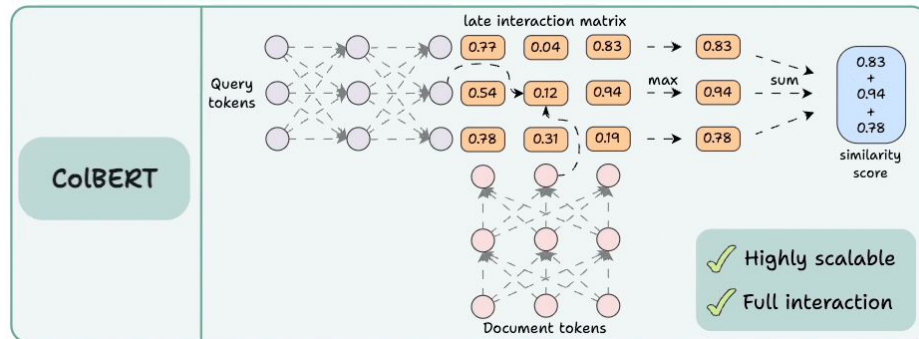 ColBERT
late interaction matrix
Query
tokens
0.77 0.04 0.83 0.83
0.54 0.12 0.94 max 0.94 sum
0.78 0.31 0.19 0.78
0.83
+
0.94
+
0.78
similarity
score
Document tokens
Highly scalable
Full interaction